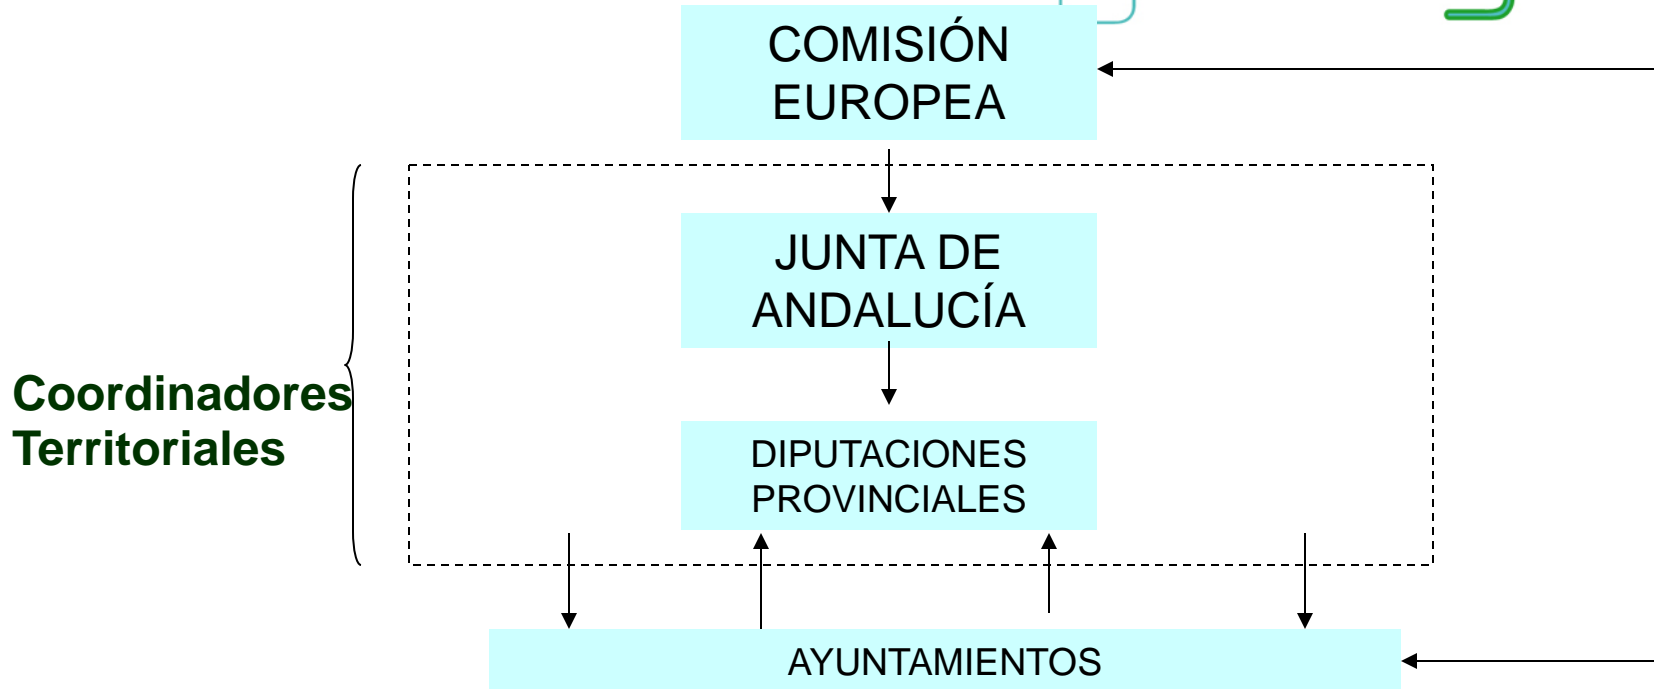 COMISIÓN
EUROPEA
JUNTA DE
ANDALUCÍA
Coordinadores
Territoriales
DIPUTACIONES
PROVINCIALES
AYUNTAMIENTOS